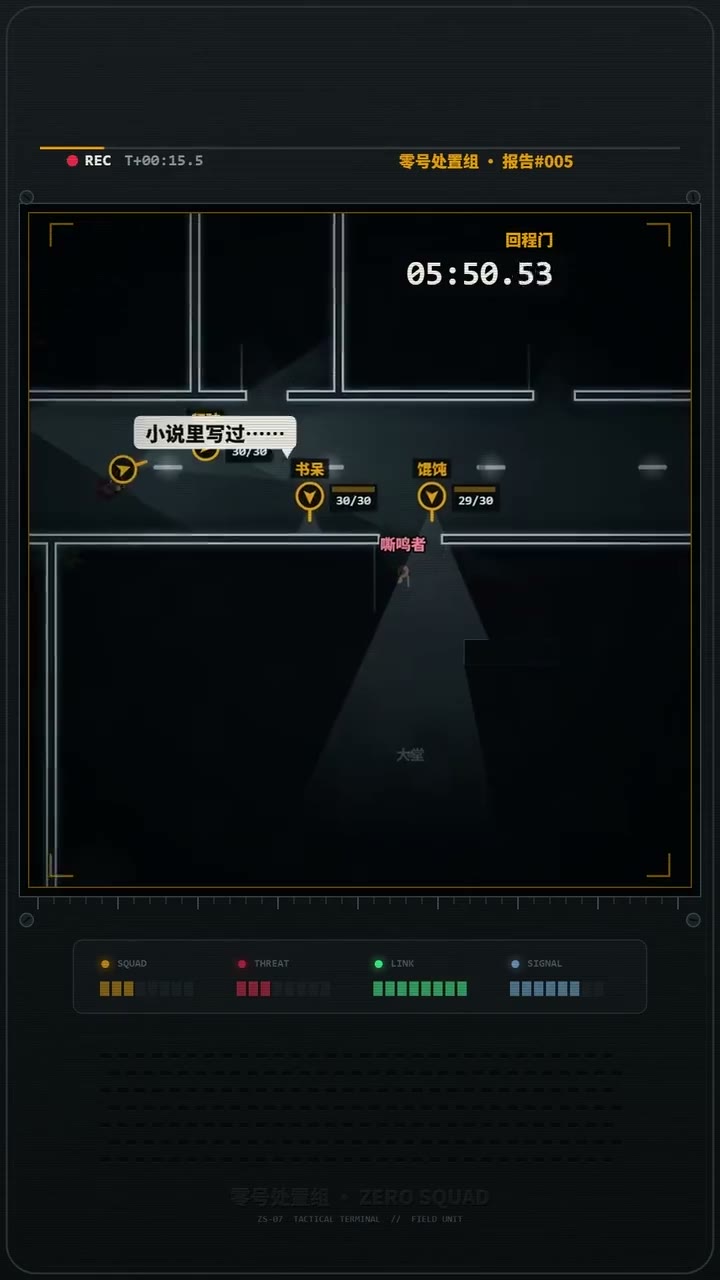 REC T+00:15.5
零号处置组 • 报告#005
回程门
05:50.53
小说里写过……
30/30
书呆
30/30
馄饨
29/30
嘶鸣者
大堂
SQUAD
THREAT
LINK
SIGNAL
零号处置组 • ZERO SQUAD
ZS-07 TACTICAL TERMINAL // FIELD UNIT